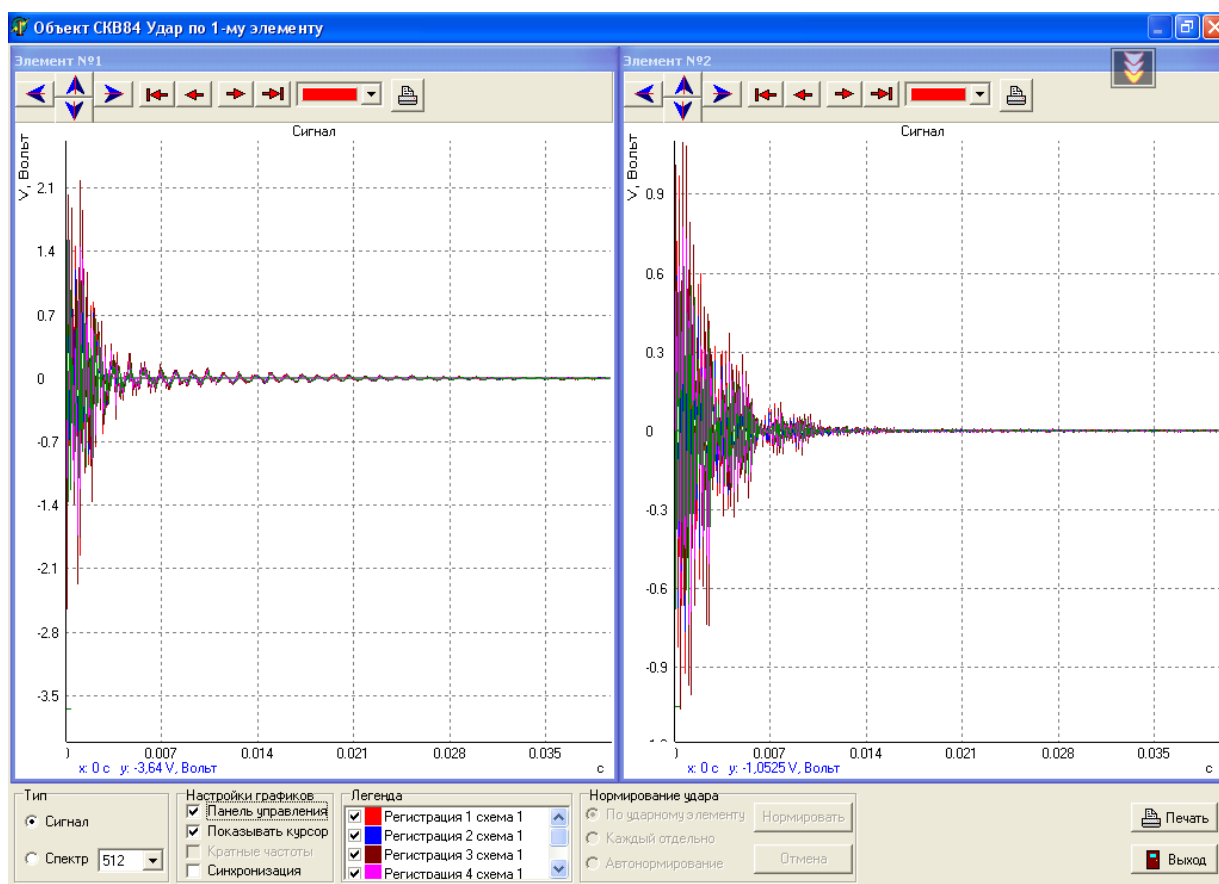 Объект СКВ84 Удар по 1-му элементу
Элемент №1
Сигнал
V, Вольт
2.1
1.4
0.7
0
-0.7
-1.4
-2.1
-2.8
-3.5
0.007 0.014 0.021 0.028 0.035
x: 0 c y: -3,64 V, Вольт
с
Элемент №2
Сигнал
V, Вольт
0.9
0.6
0.3
0
-0.3
-0.6
-0.9
0.007 0.014 0.021 0.028 0.035
x: 0 c y: -1,0525 V, Вольт
с
Тип
Сигнал
Спектр 512
Настройки графиков
Панель управления
Показывать курсор
Кратные частоты
Синхронизация
Легенда
Регистрация 1 схема 1
Регистрация 2 схема 1
Регистрация 3 схема 1
Регистрация 4 схема 1
Нормирование удара
По ударному элементу
Каждый отдельно
Автонормирование
Нормировать
Отмена
Печать
Выход